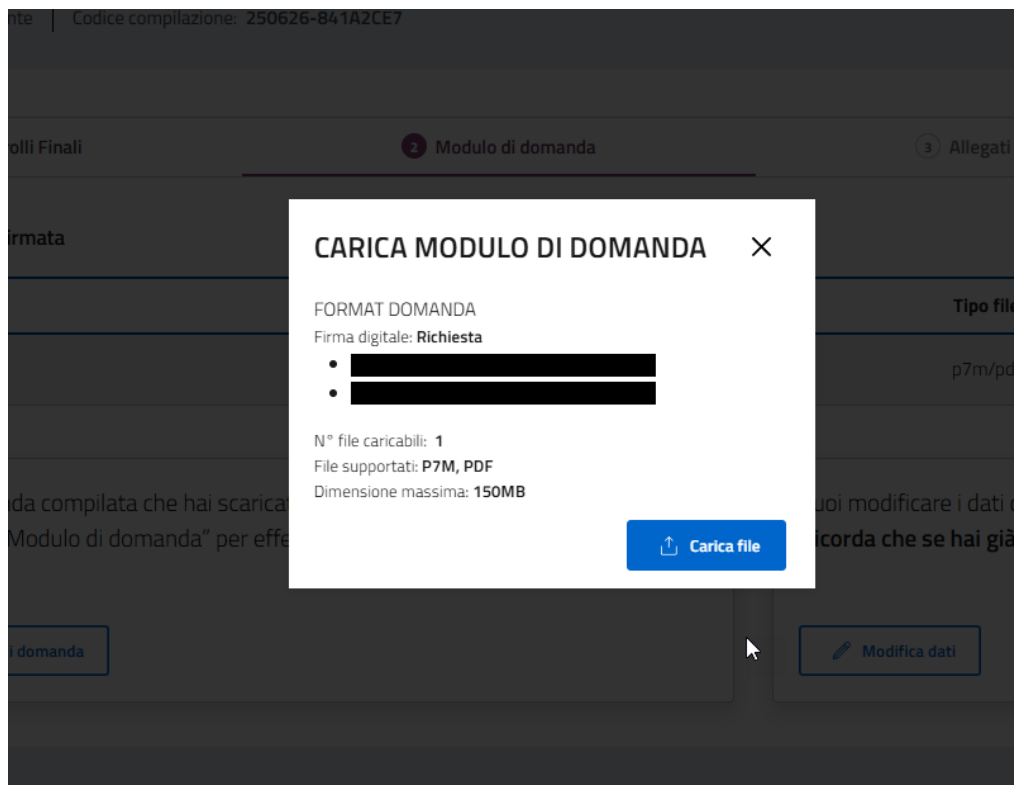 nte | Codice compilazione: 250626-841A2CE7
rolli Finali
2 Modulo di domanda
3 Allegati
irmata
CARICA MODULO DI DOMANDA
FORMAT DOMANDA
Firma digitale: Richiesta
N° file caricabili: 1
File supportati: P7M, PDF
Dimensione massima: 150MB
Carica file
Tipo file
p7m/pd
da compilata che hai scaricat
Modulo di domanda” per effe
uoi modificare i dati
icorda che se hai già
i domanda
Modifica dati